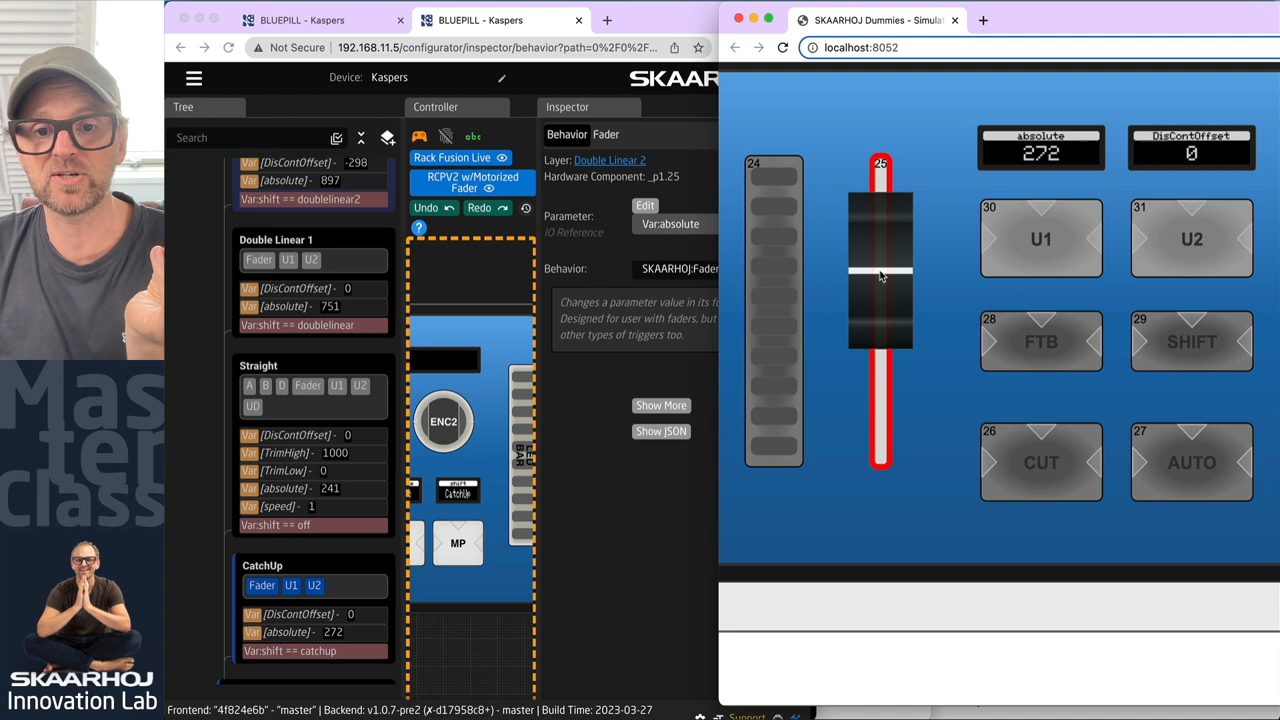 BLUEPILL - Kaspers
BLUEPILL - Kaspers
Not Secure 192.168.11.5/configurator/inspector/behavior?path=0%2F0%2F...
Device: Kaspers
SKAARHOJ
Tree
Search
Var [DisContOffset] - -298
Var [absolute] - 897
Var:shift == doublelinear2
Double Linear 1
Fader U1 U2
Var [DisContOffset] - 0
Var [absolute] - 751
Var:shift == doublelinear
Straight
A B D Fader U1 U2
UD
Var [DisContOffset] - 0
Var [TrimHigh] - 1000
Var [TrimLow] - 0
Var [absolute] - 241
Var [speed] - 1
Var:shift == off
CatchUp
Fader U1 U2
Var [DisContOffset] - 0
Var [absolute] - 272
Var:shift == catchup
Controller
abc
Rack Fusion Live
RCPV2 w/Motorized
Fader
Undo Redo
?
ENC2
LED
BAR
shift
CatchUp
MP
Inspector
Behavior Fader
Layer: Double Linear 2
Hardware Component: _p1.25
Parameter:
IO Reference
Edit
Var:absolute
Behavior:
SKAARHOJ:Fader
Changes a parameter value in its fu
Designed for user with faders, but
other types of triggers too.
Show More
Show JSON
Frontend: "4f824e6b" - "master" | Backend: v1.0.7-pre2 (✗-d17958c8+) - master | Build Time: 2023-03-27
Support
SKAARHOJ Dummies - Simulat
localhost:8052
24
25
absolute
272
DisContOffset
0
30
U1
31
U2
28
FTB
29
SHIFT
26
CUT
27
AUTO
Mas
ter
Class
SKAARHOJ
Innovation Lab